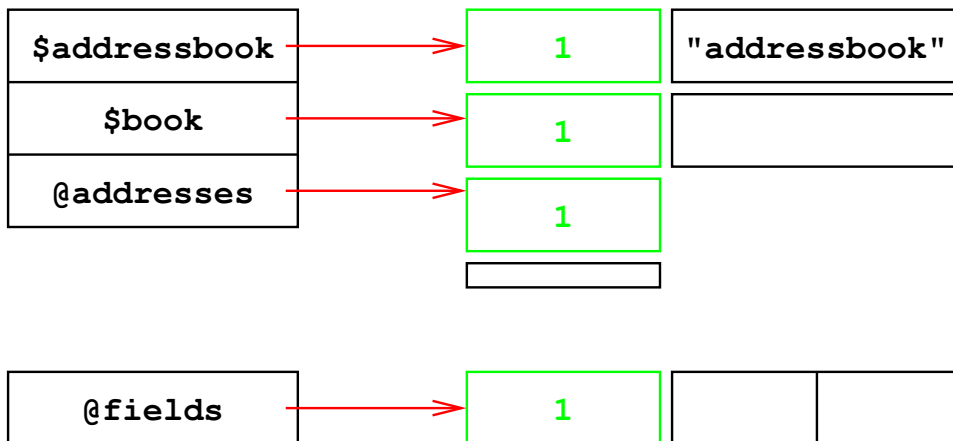 $addressbook 1 "addressbook"
$book 1
@addresses 1
@fields 1